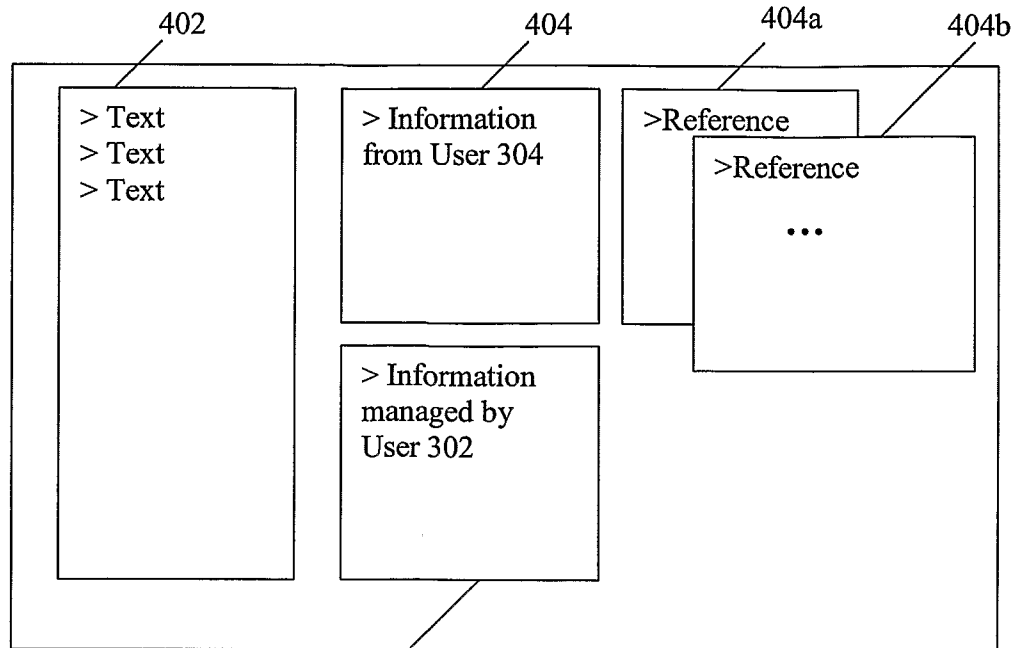 402
404
404a
404b
> Text
> Text
> Text
> Information
from User 304
>Reference
>Reference
...
> Information
managed by
User 302